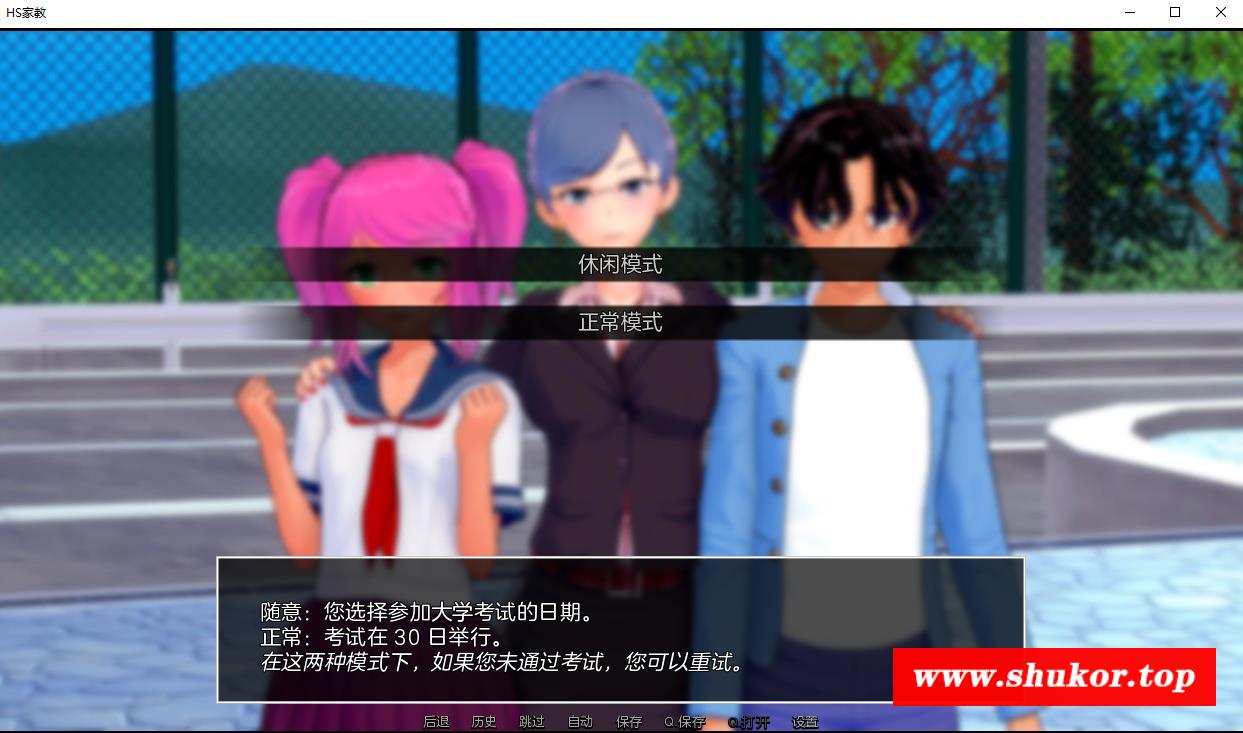 HS家教
休闲模式
正常模式
随意：您选择参加大学考试的日期。
正常：考试在 30 日举行。
在这两种模式下，如果您未通过考试，您可以重试。
www.shukor.top
后退 历史 跳过 自动 保存 Q.保存 Q.打开 设置